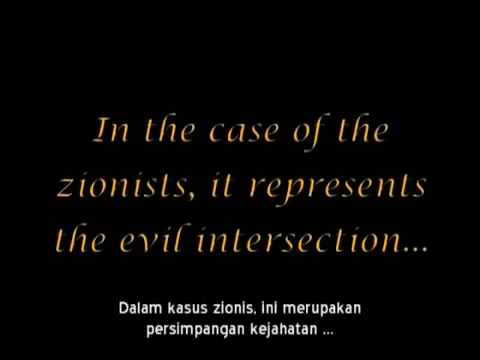 In the case of the
zionists, it represents
the evil intersection...
Dalam kasus zionis, ini merupakan
persimpangan kejahatan ...